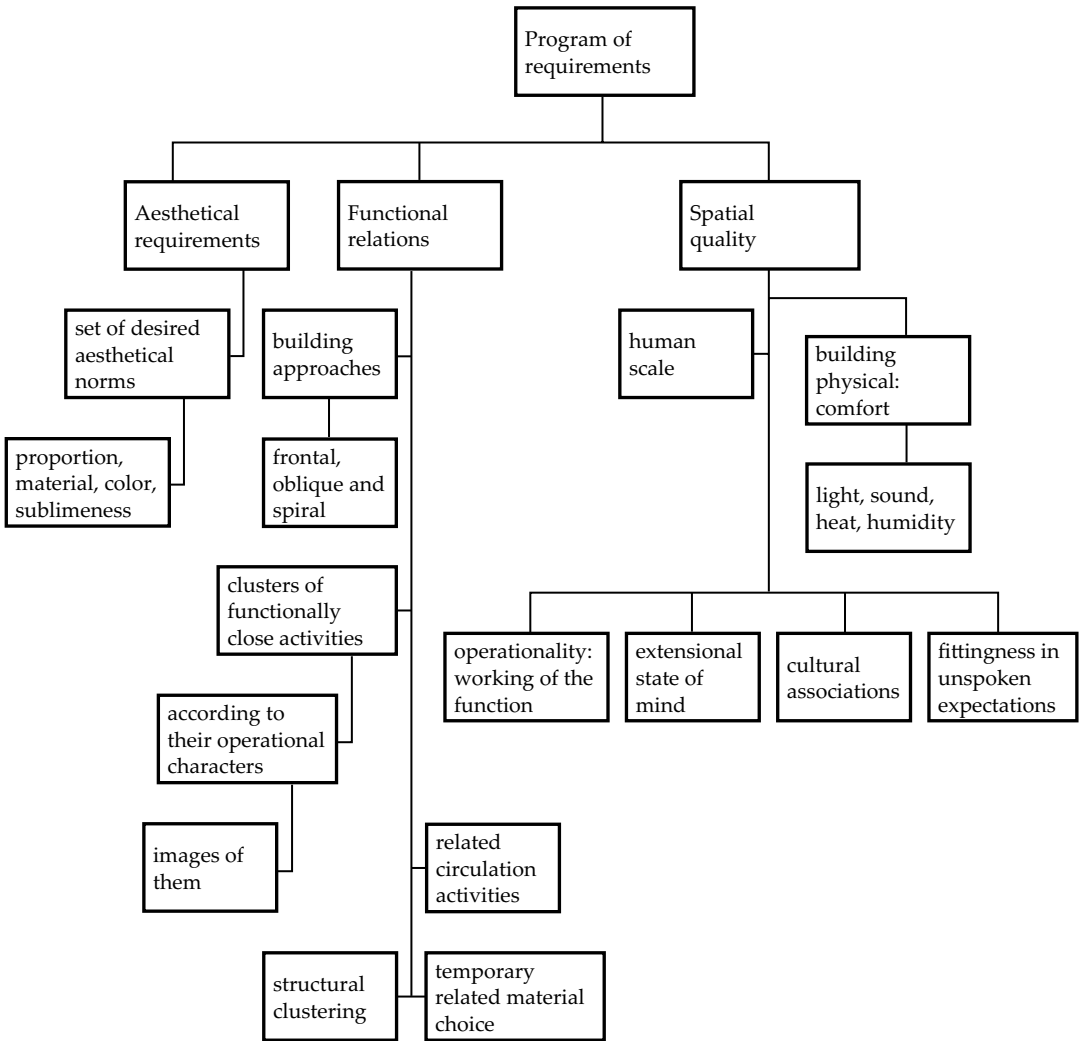 Program of
requirements
Aesthetical
requirements
Functional
relations
Spatial
quality
set of desired
aesthetical
norms
building
approaches
human
scale
building
physical:
comfort
proportion,
material, color,
sublimeness
frontal,
oblique and
spiral
light, sound,
heat, humidity
clusters of
functionally
close activities
operationality:
working of the
function
extensional
state of
mind
cultural
associations
fittingness in
unspoken
expectations
according to
their operational
characters
images of
them
related
circulation
activities
structural
clustering
temporary
related material
choice